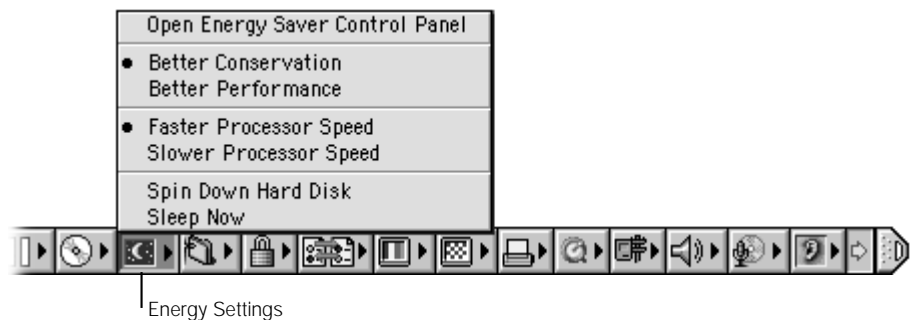 Open Energy Saver Control Panel
Better Conservation
Better Performance
Faster Processor Speed
Slower Processor Speed
Spin Down Hard Disk
Sleep Now
Energy Settings